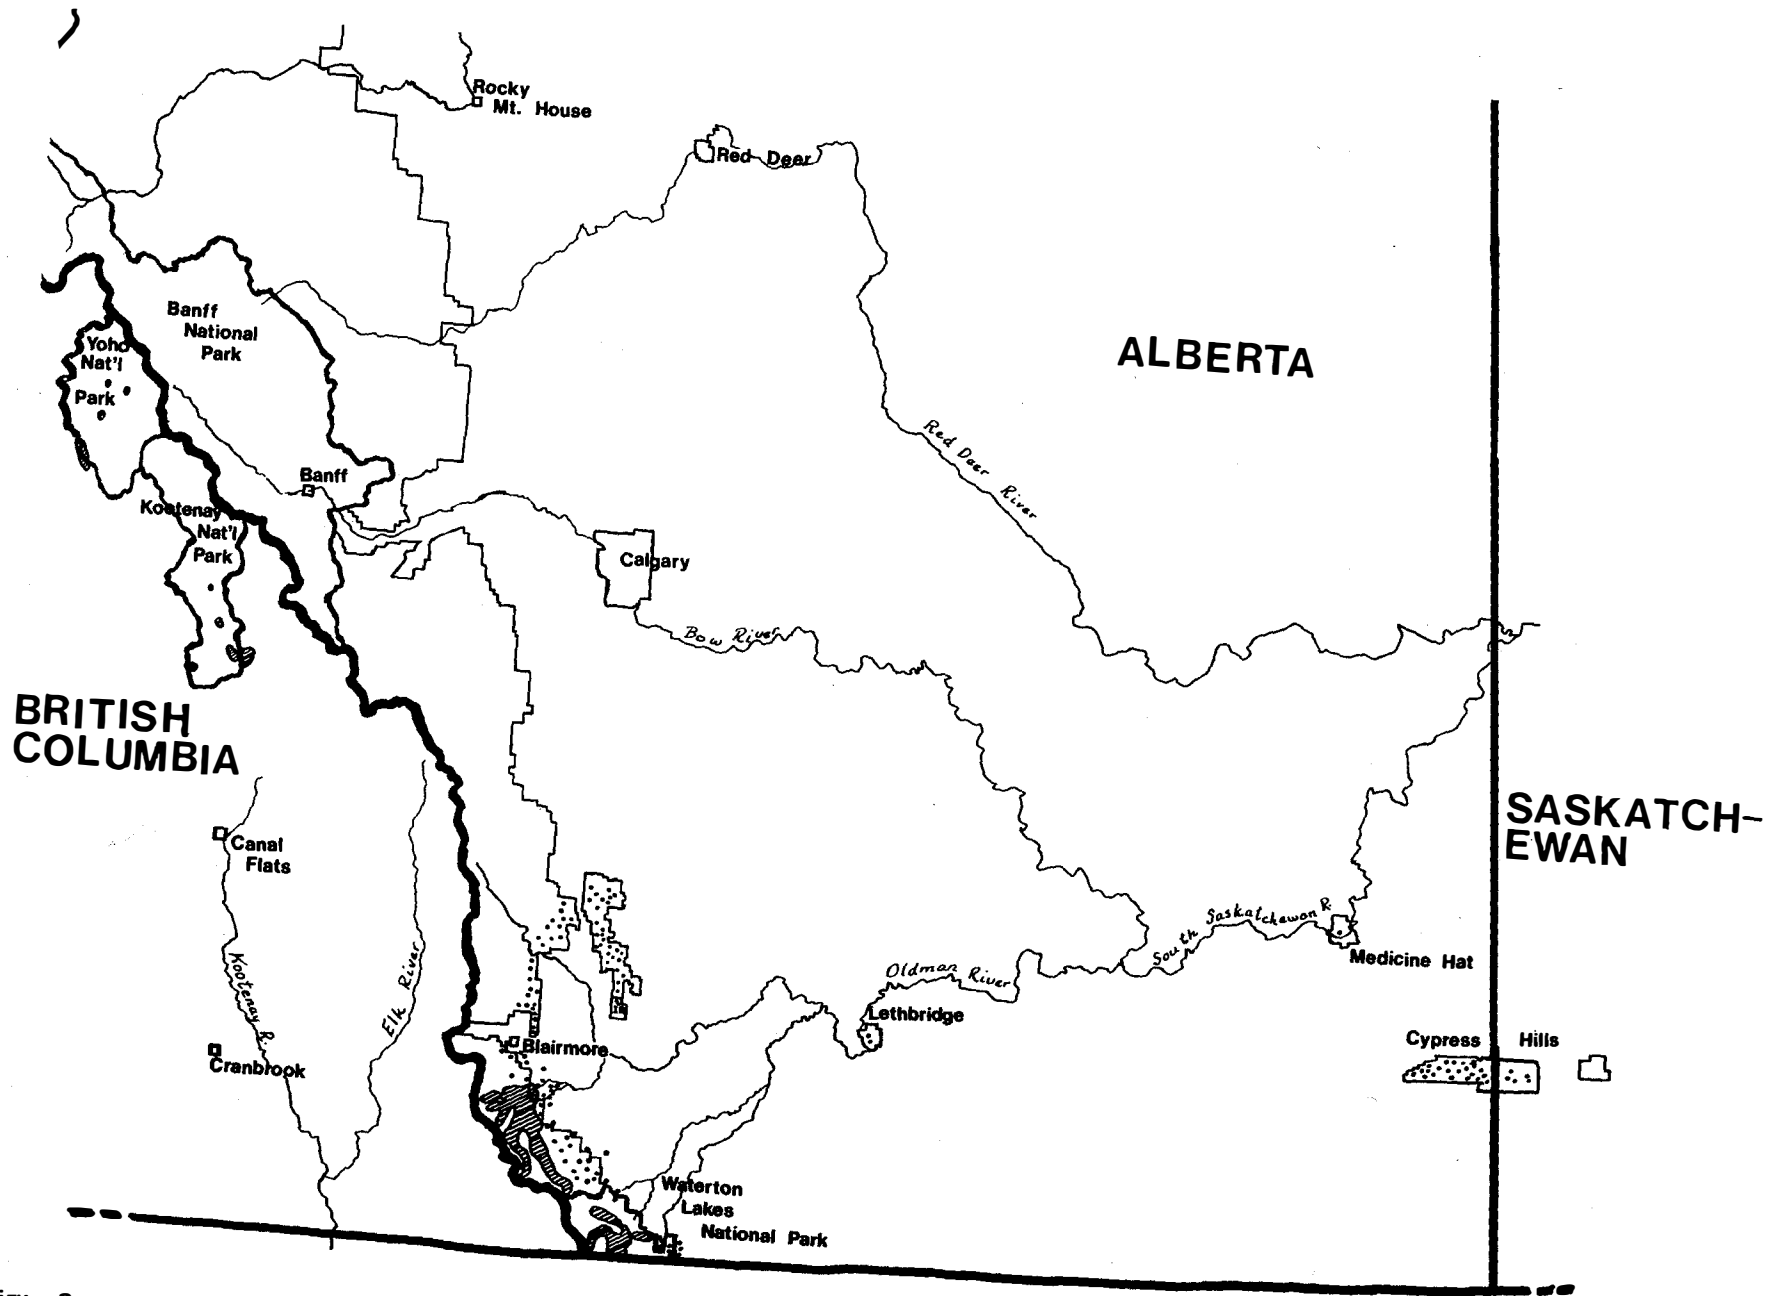 Rocky
Mt. House
Red Deer
Banff
National
Park
Yoho
Nat'l
Park
ALBERTA
Red Deer River
Banff
Kootenay
Nat'l
Park
Calgary
Bow River
BRITISH
COLUMBIA
SASKATCH-
EWAN
Canal
Flats
Kootenay R.
Elk River
South Saskatchewan R.
Medicine Hat
Oldman River
Lethbridge
Blairmore
Cranbrook
Cypress Hills
Waterton
Lakes
National Park